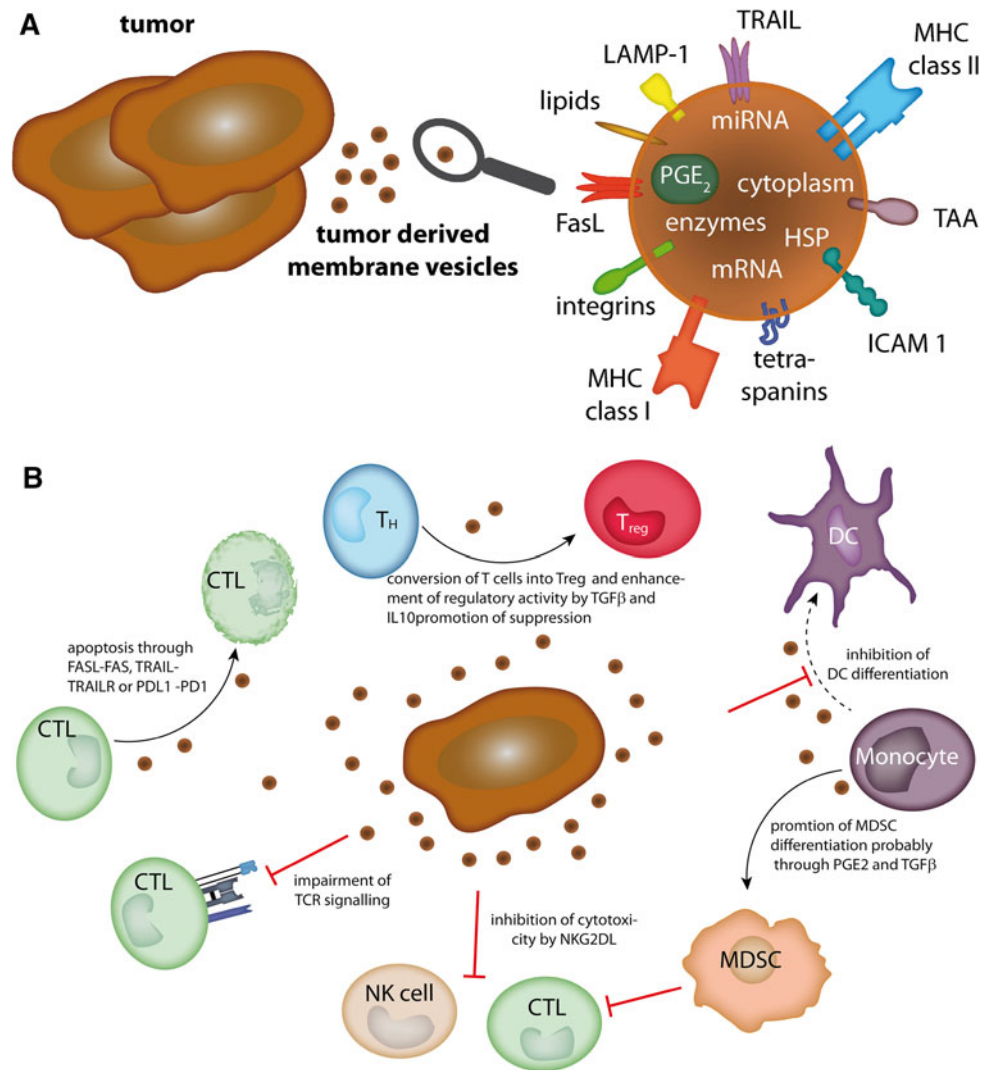 A
tumor
tumor derived
membrane vesicles
TRAIL
LAMP-1
MHC
class II
lipids
miRNA
PGE2
cytoplasm
FasL
enzymes
TAA
HSP
mRNA
integrins
ICAM 1
MHC
class I
tetra-
spanins
B
TH
Treg
conversion of T cells into Treg and enhance-
ment of regulatory activity by TGFβ and
IL10promotion of suppression
DC
CTL
apoptosis through
FASL-FAS, TRAIL-
TRAILR or PDL1 -PD1
CTL
inhibition of
DC differentiation
Monocyte
promtion of MDSC
differentiation probably
through PGE2 and TGFβ
CTL
impairment of
TCR signalling
inhibition of cytotoxi-
city by NKG2DL
MDSC
NK cell
CTL